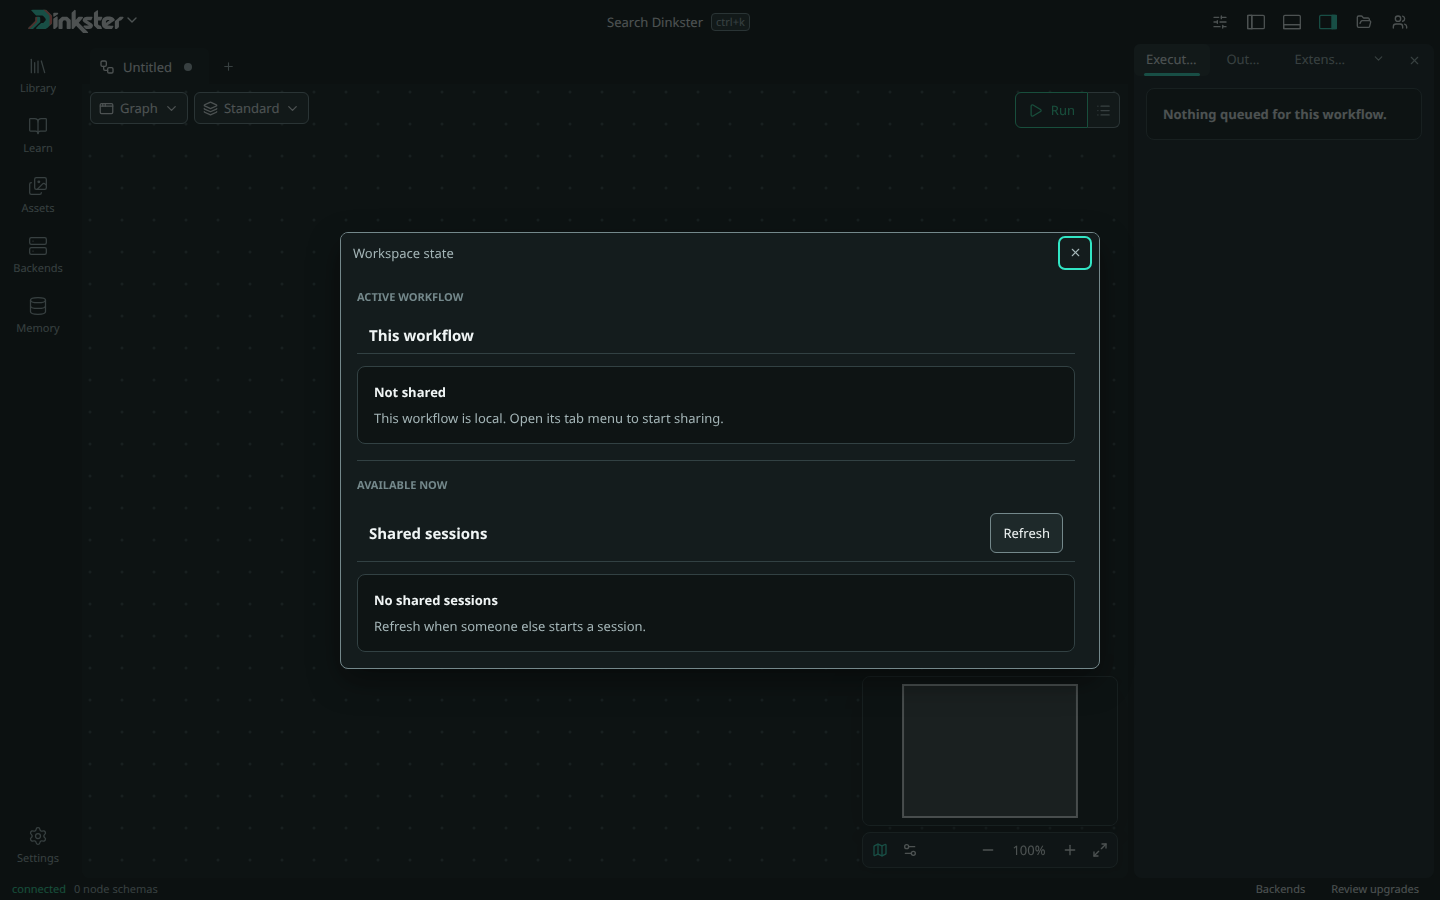 Dinkster
Search Dinkster ctrl+k
Library
Learn
Assets
Backends
Memory
Settings
Untitled
Graph
Standard
Run
Execut...
Out...
Extens...
Nothing queued for this workflow.
Workspace state
ACTIVE WORKFLOW
This workflow
Not shared
This workflow is local. Open its tab menu to start sharing.
AVAILABLE NOW
Shared sessions
Refresh
No shared sessions
Refresh when someone else starts a session.
100%
connected 0 node schemas
Backends
Review upgrades